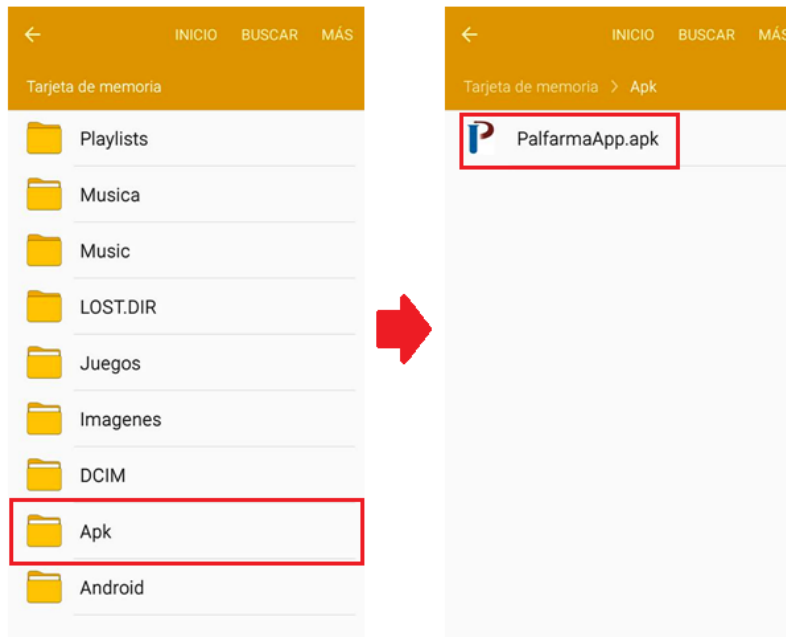 INICIO BUSCAR MÁS
Tarjeta de memoria
Playlists
Musica
Music
LOST.DIR
Juegos
Imagenes
DCIM
Apk
Android
INICIO BUSCAR MÁS
Tarjeta de memoria > Apk
PalfarmaApp.apk